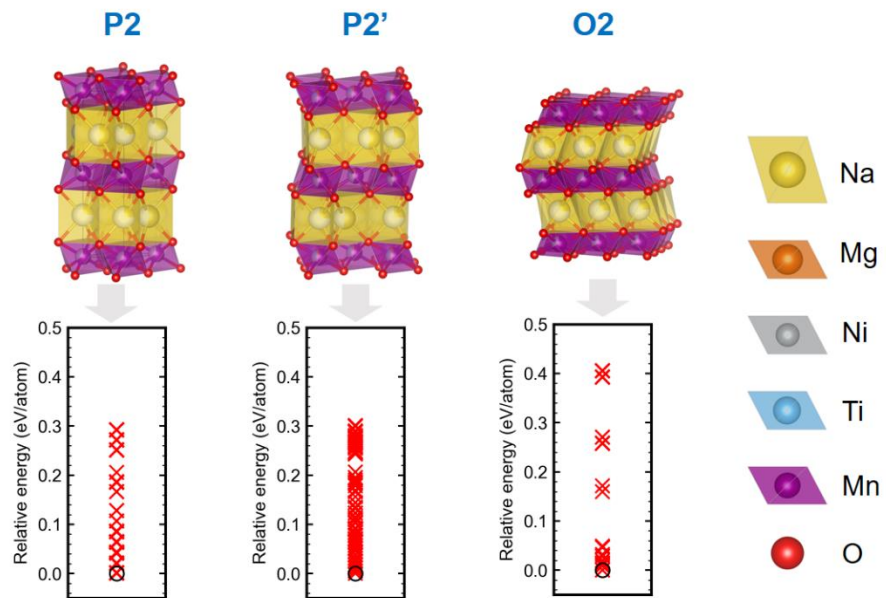 P2
P2’
O2
Na
Mg
Ni
Ti
Mn
O
Relative energy (eV/atom)
0.5
0.4
0.3
0.2
0.1
0.0
Relative energy (eV/atom)
0.5
0.4
0.3
0.2
0.1
0.0
Relative energy (eV/atom)
0.5
0.4
0.3
0.2
0.1
0.0